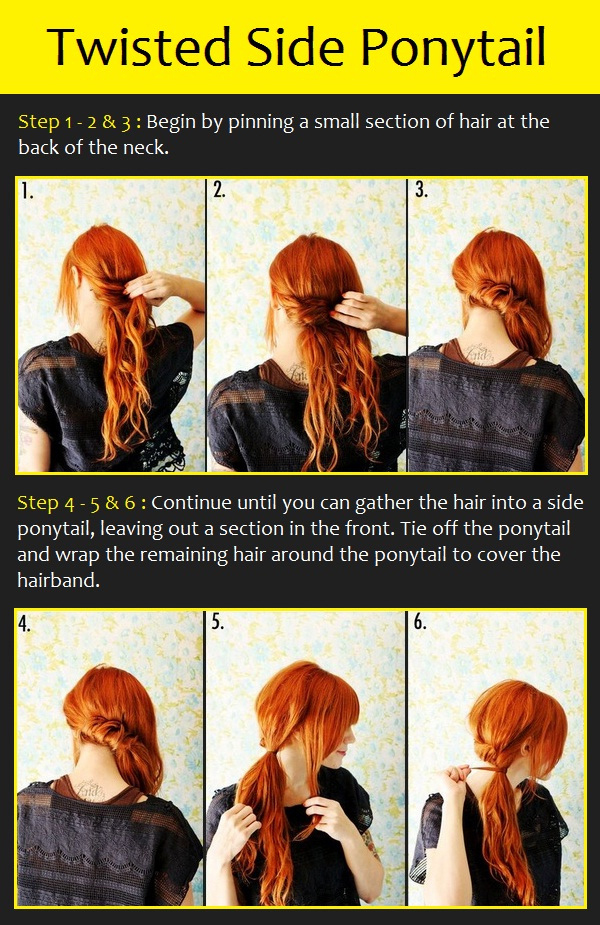 Twisted Side Ponytail
Step 1 - 2 & 3 : Begin by pinning a small section of hair at the
back of the neck.
1.
2.
3.
Step 4 - 5 & 6 : Continue until you can gather the hair into a side
ponytail, leaving out a section in the front. Tie off the ponytail
and wrap the remaining hair around the ponytail to cover the
hairband.
4.
5.
6.